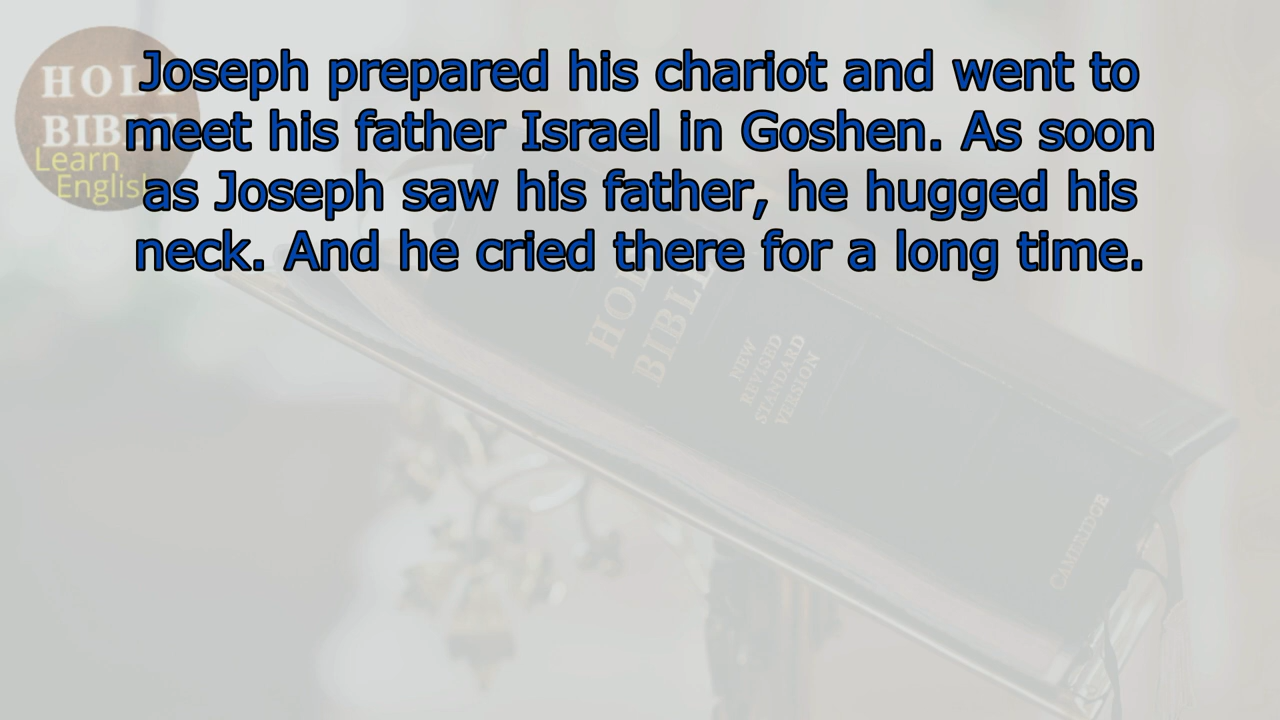 Joseph prepared his chariot and went to
meet his father Israel in Goshen. As soon
as Joseph saw his father, he hugged his
neck. And he cried there for a long time.
HOLY
BIBLE
Learn
English
HOLY
BIBLE
NEW
REVISED
STANDARD
VERSION
CAMBRIDGE